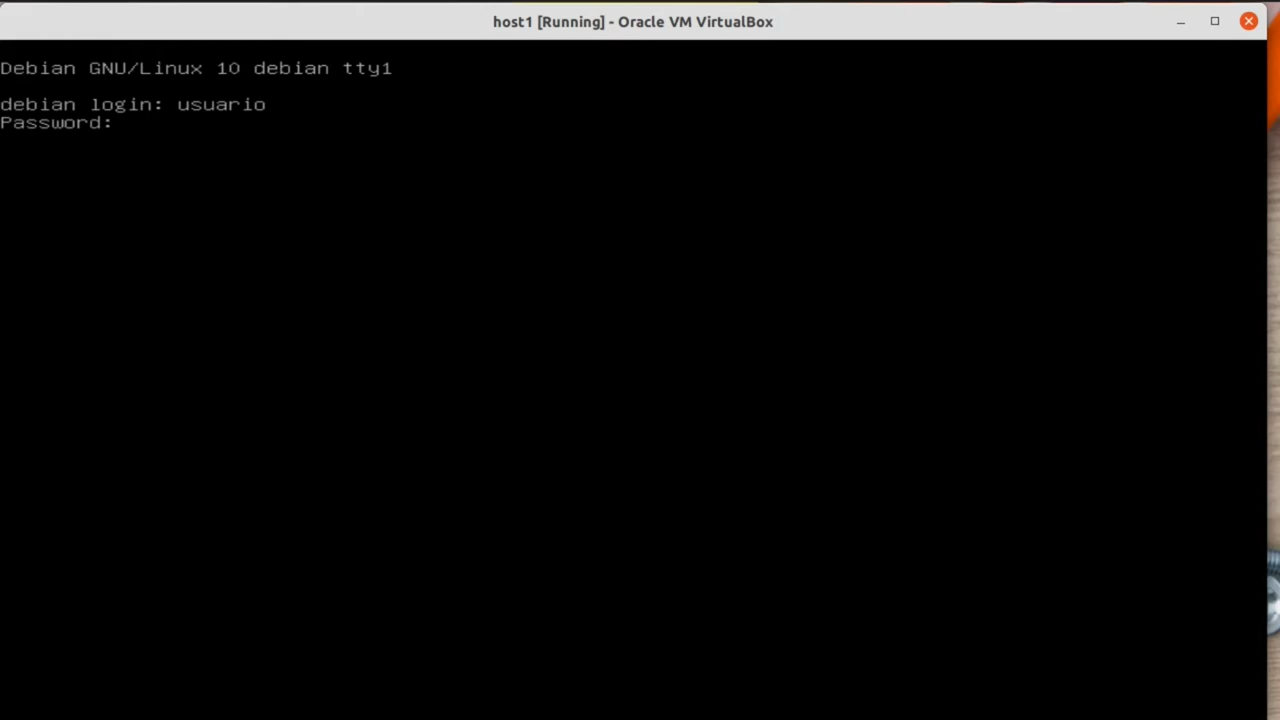 host1 [Running] - Oracle VM VirtualBox
Debian GNU/Linux 10 debian tty1
debian login: usuario
Password: